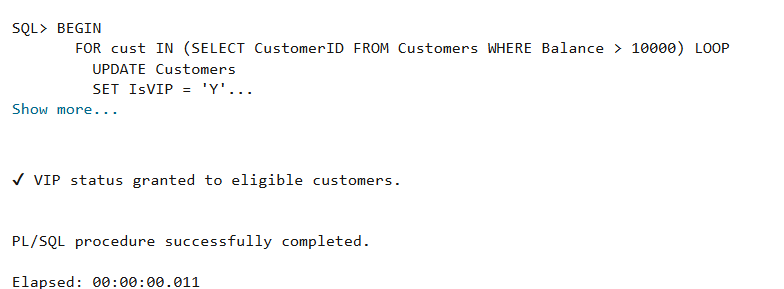 SQL> BEGIN
FOR cust IN (SELECT CustomerID FROM Customers WHERE Balance > 10000) LOOP
UPDATE Customers
SET IsVIP = 'Y'...
Show more...
✓ VIP status granted to eligible customers.
PL/SQL procedure successfully completed.
Elapsed: 00:00:00.011